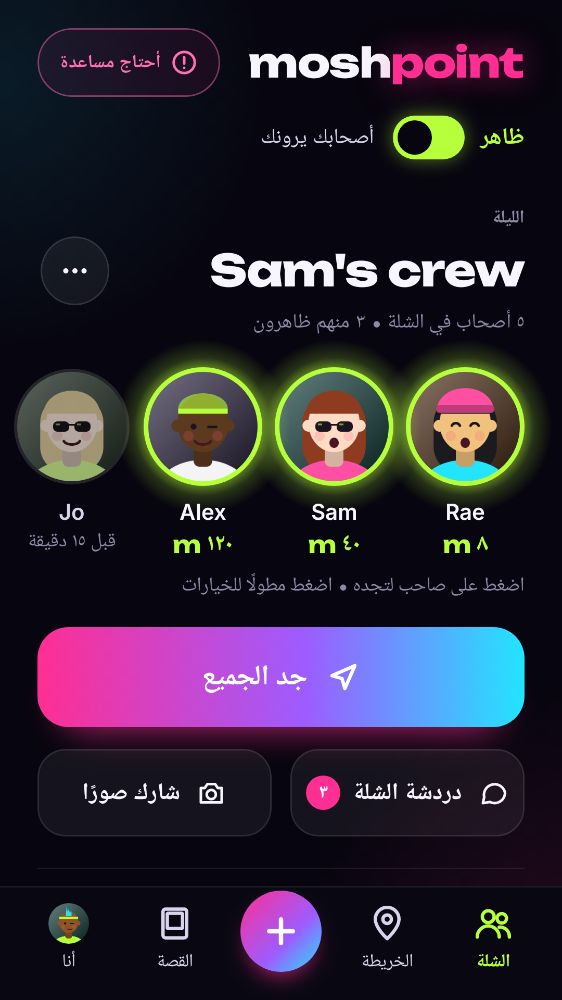 moshpoint
أحتاج مساعدة
ظاهر
أصحابك يرونك
الليلة
Sam's crew
٥ أصحاب في الشلة • ٣ منهم ظاهرون
Rae
٨ m
Sam
٤٠ m
Alex
١٢٠ m
Jo
قبل ١٥ دقيقة
اضغط على صاحب لتجده • اضغط مطولًا للخيارات
جد الجميع
دردشة الشلة
٣
شارك صورًا
الشلة
الخريطة
القصة
أنا